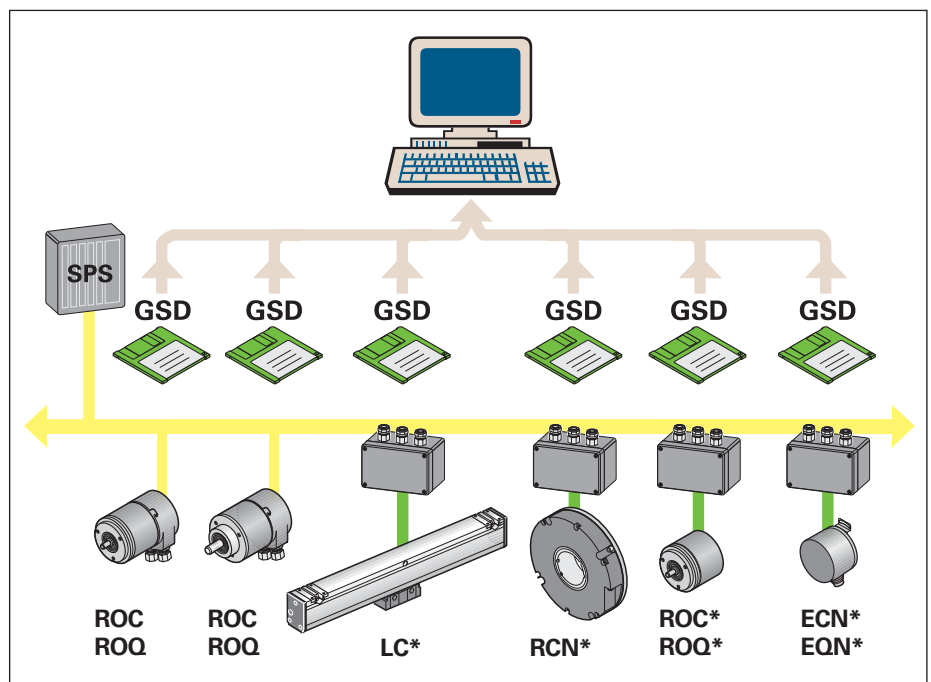 SPS
GSD GSD GSD GSD GSD GSD
ROC ROC LC* RCN* ROC* ECN*
ROQ ROQ ROQ* EQN*